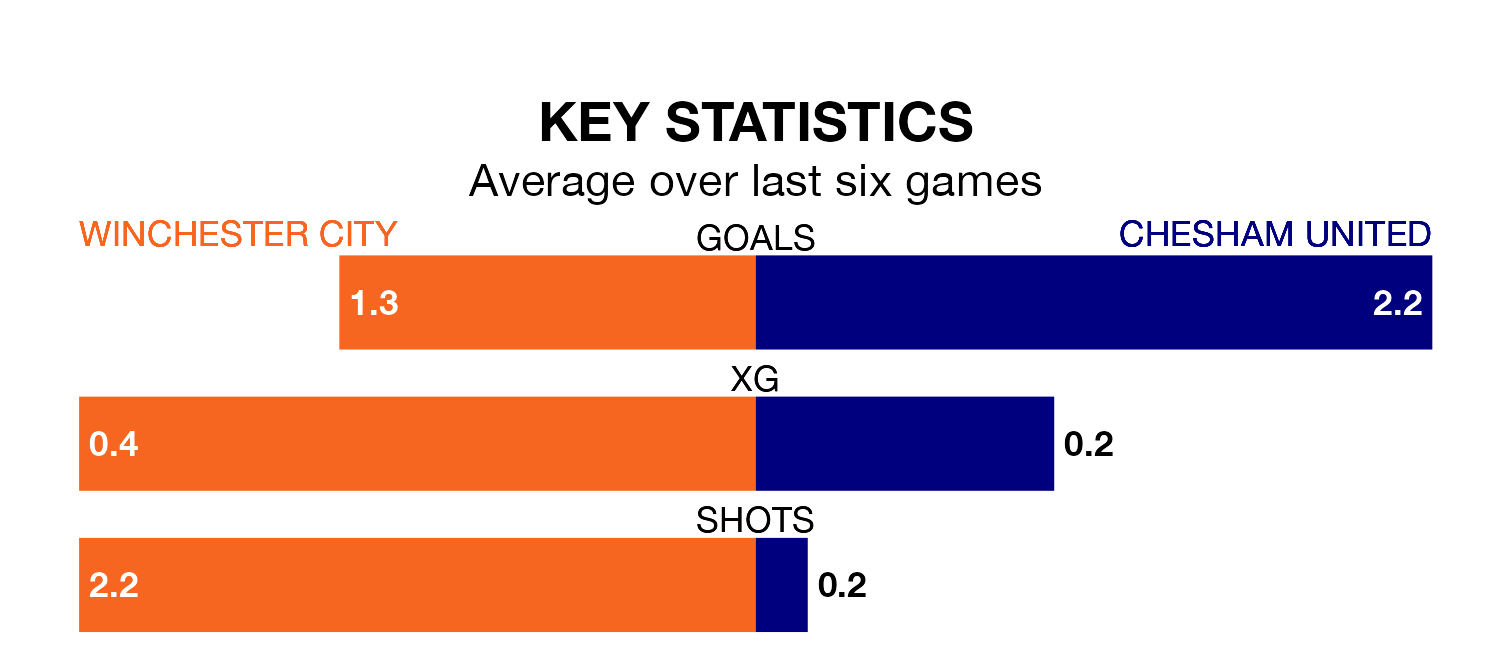 KEY STATISTICS
Average over last six games
WINCHESTER CITY
GOALS
CHESHAM UNITED
1.3
2.2
XG
0.4
0.2
SHOTS
2.2
0.2